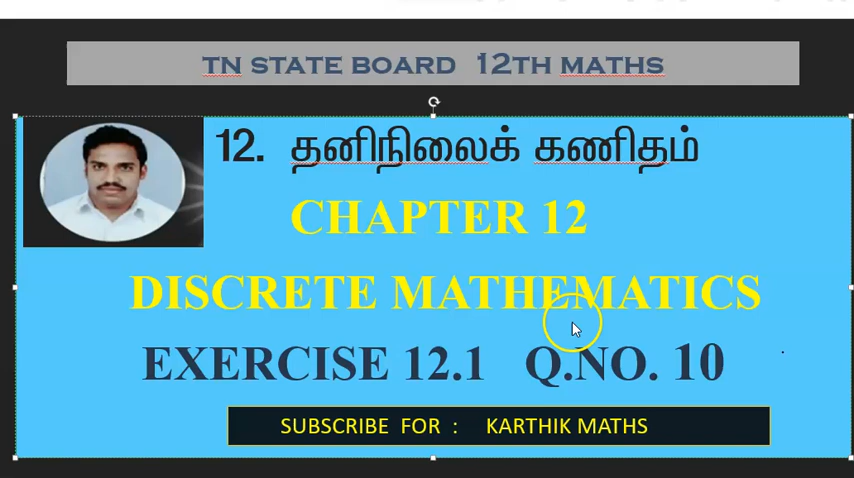 TN STATE BOARD 12TH MATHS
12. தனிநிலைக் கணிதம்
CHAPTER 12
DISCRETE MATHEMATICS
EXERCISE 12.1 Q.NO. 10
SUBSCRIBE FOR : KARTHIK MATHS